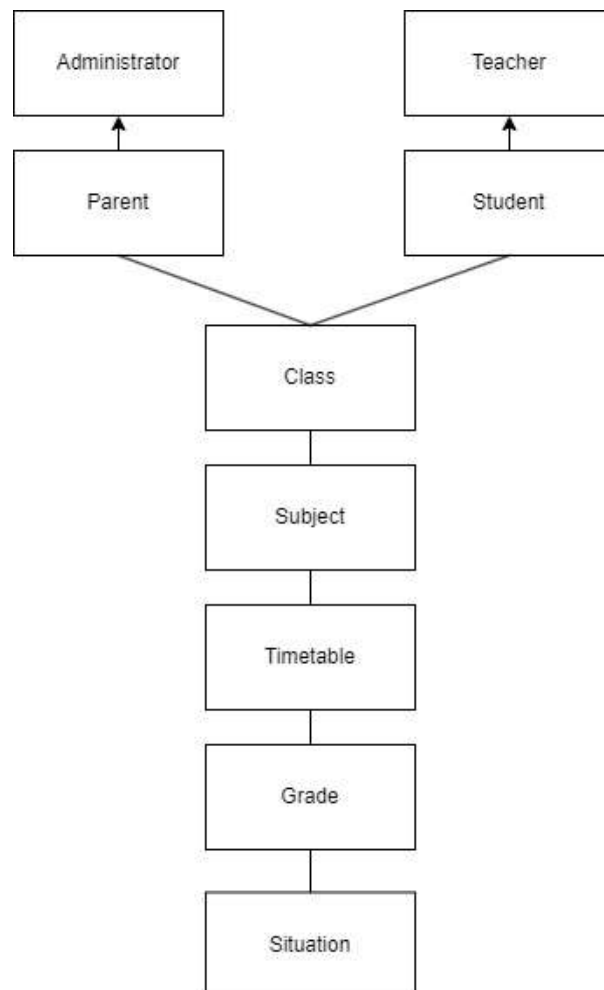 Administrator
Teacher
Parent
Student
Class
Subject
Timetable
Grade
Situation